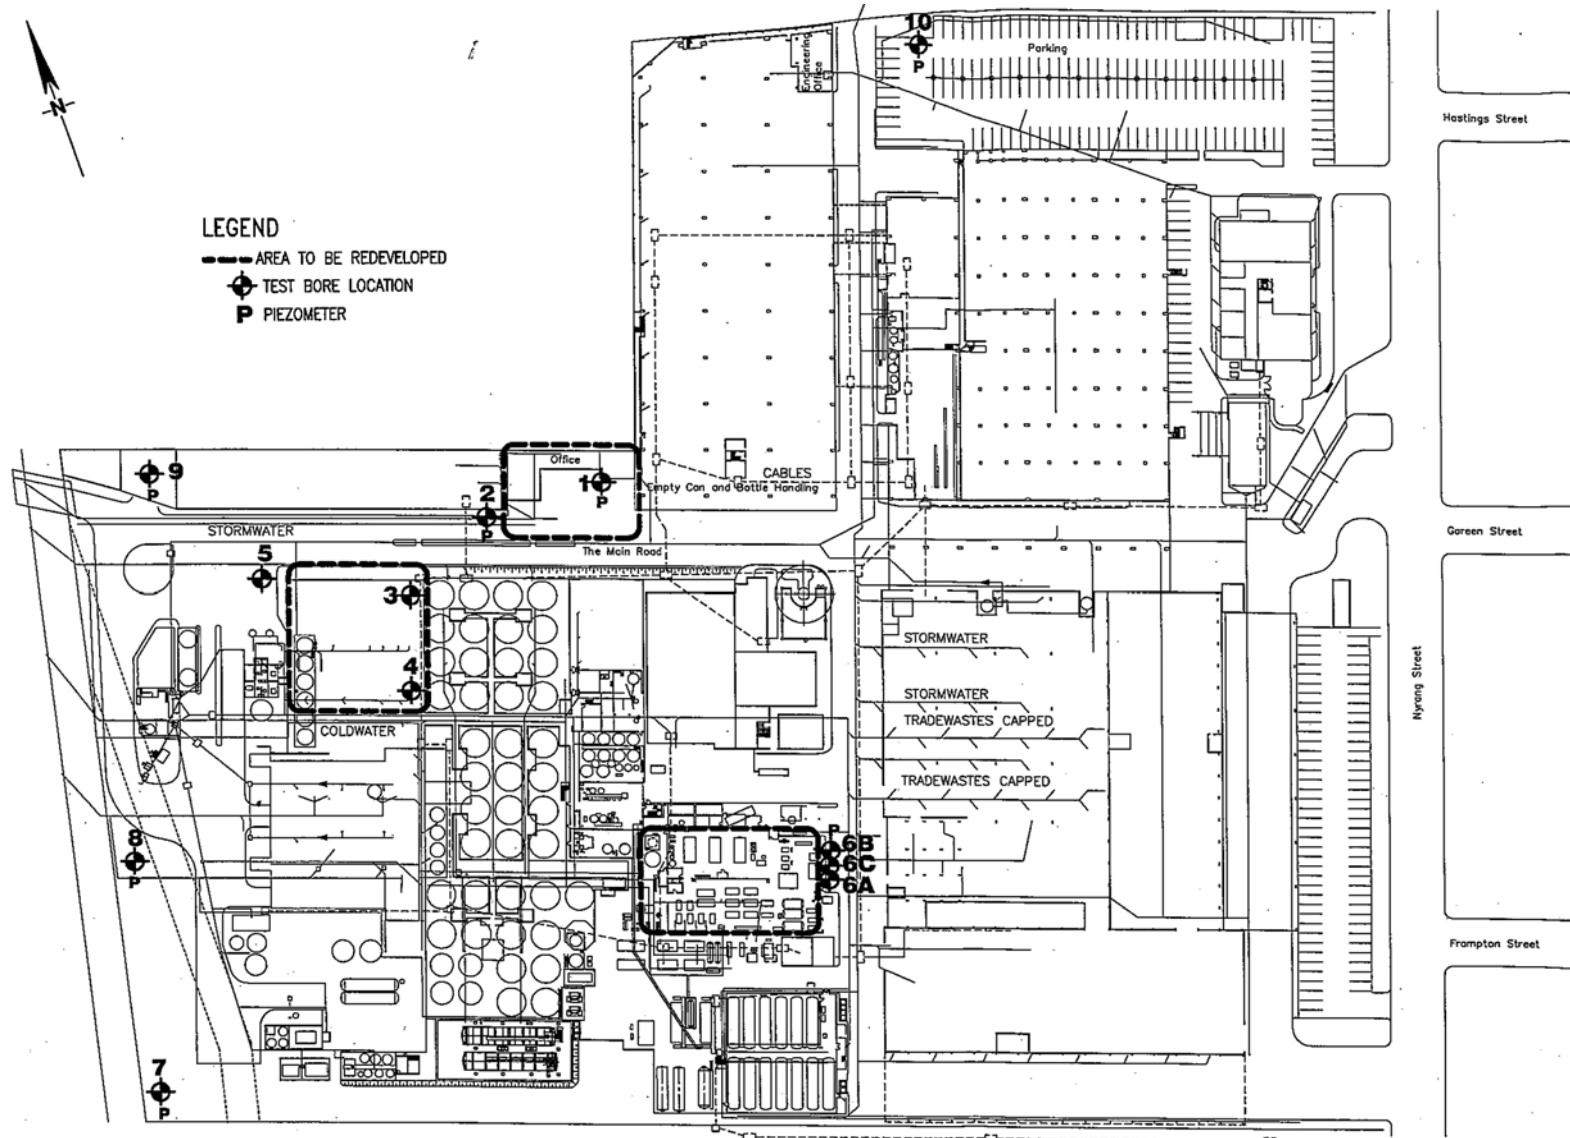 10
P
Parking
Engineering
Office
Hastings Street
N
LEGEND
AREA TO BE REDEVELOPED
TEST BORE LOCATION
P PIEZOMETER
Office
9
P
1
P
2
P
CABLES
Empty Can and Bottle Handling
STORMWATER
The Main Road
Gareen Street
5
3
4
STORMWATER
STORMWATER
TRADEWASTES CAPPED
COLDWATER
TRADEWASTES CAPPED
Nyrang Street
P
6B
6C
6A
8
P
Frampton Street
7
P